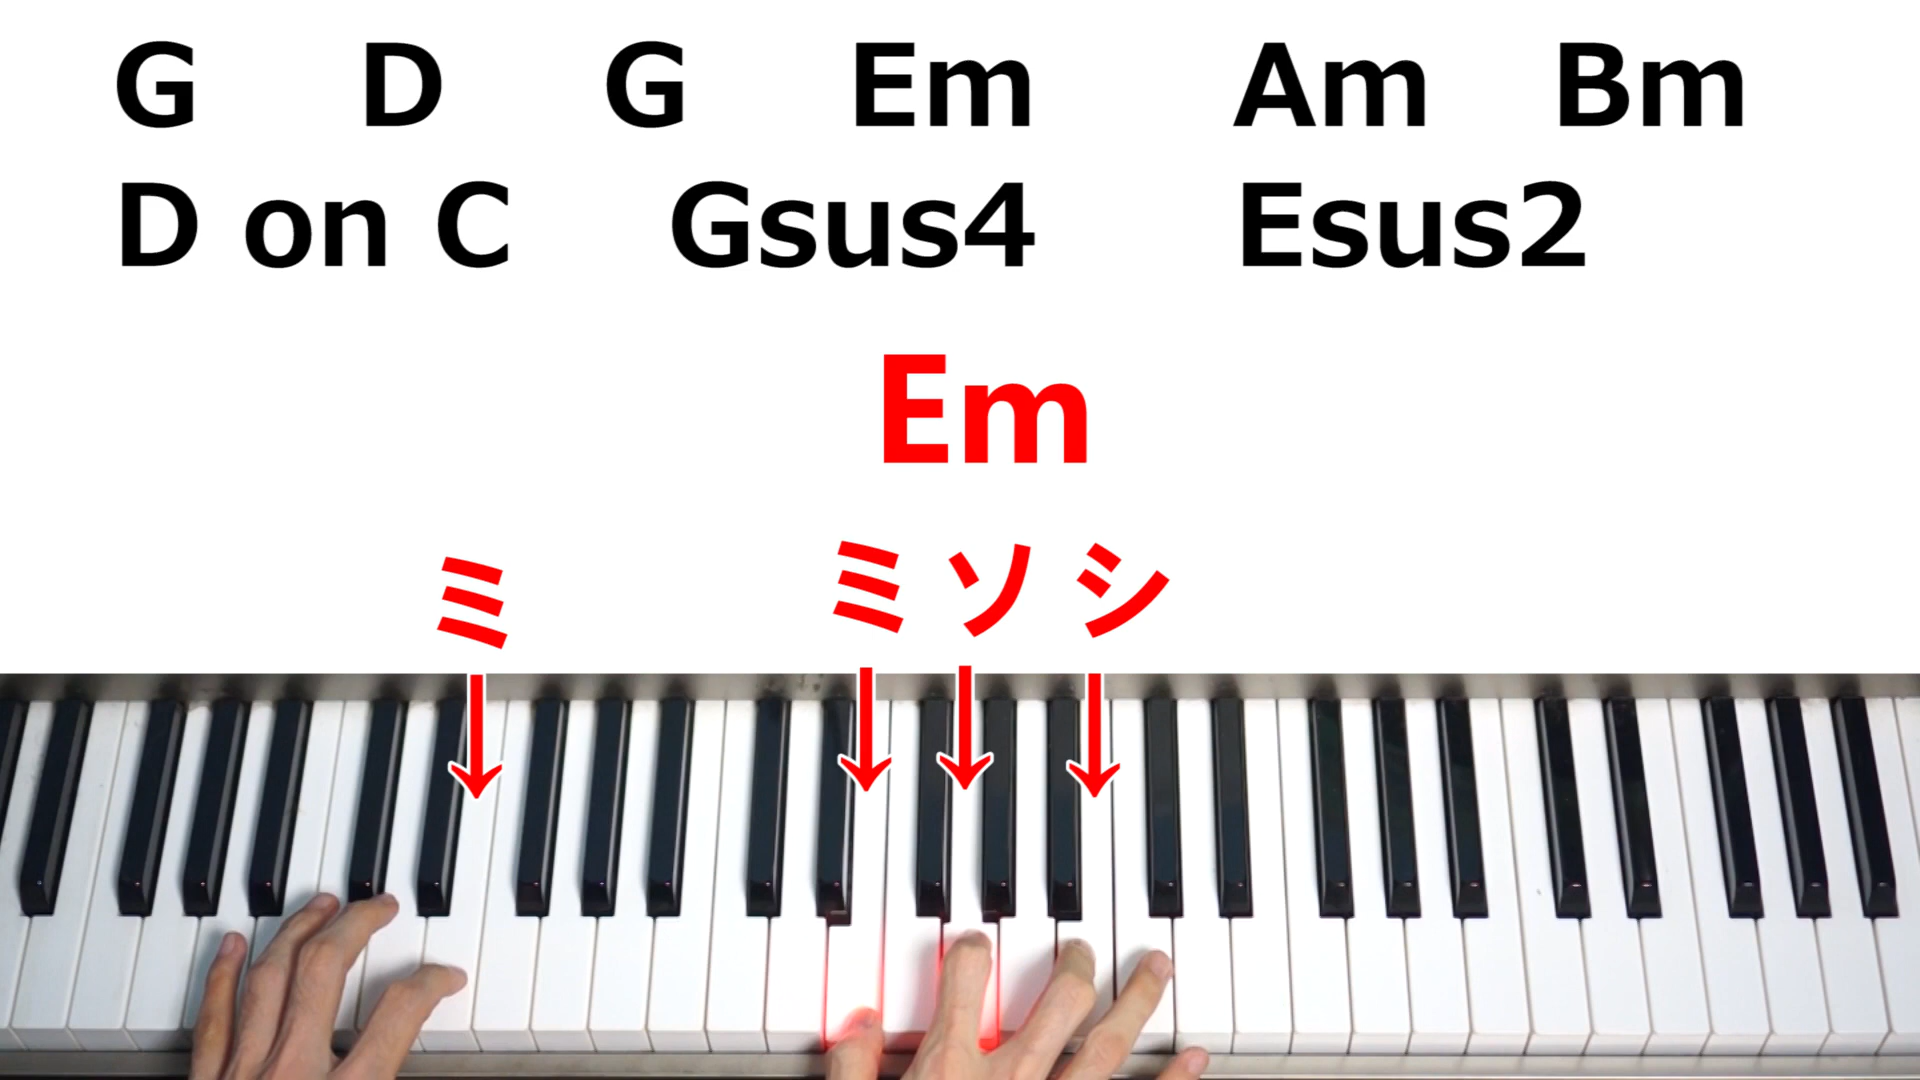 G D G Em Am Bm
D on C Gsus4 Esus2
Em
ミ ミ ソ シ